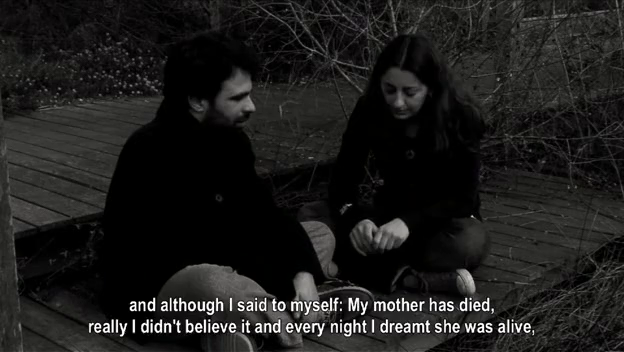 and although I said to myself: My mother has died,
really I didn't believe it and every night I dreamt she was alive,